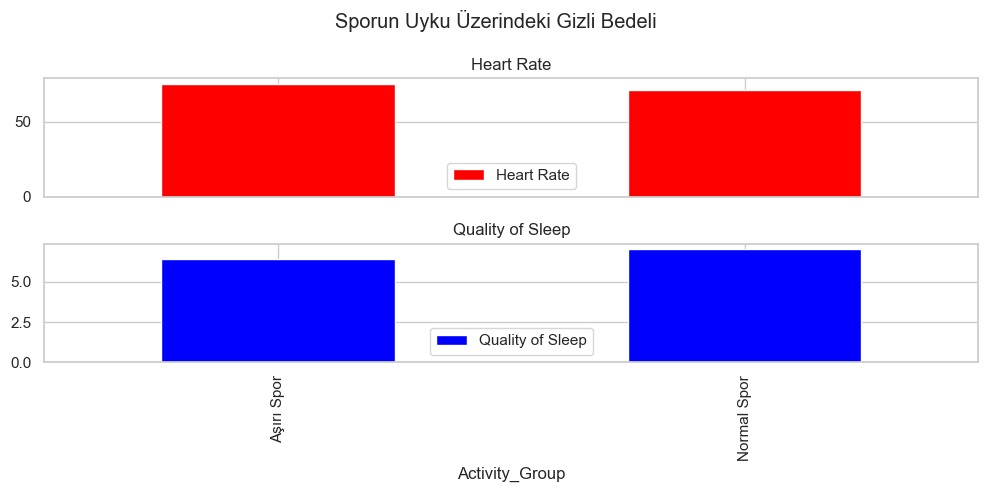 Sporun Uyku Üzerindeki Gizli Bedeli
Heart Rate
50
0
Heart Rate
Quality of Sleep
5.0
2.5
0.0
Quality of Sleep
Aşırı Spor
Normal Spor
Activity_Group